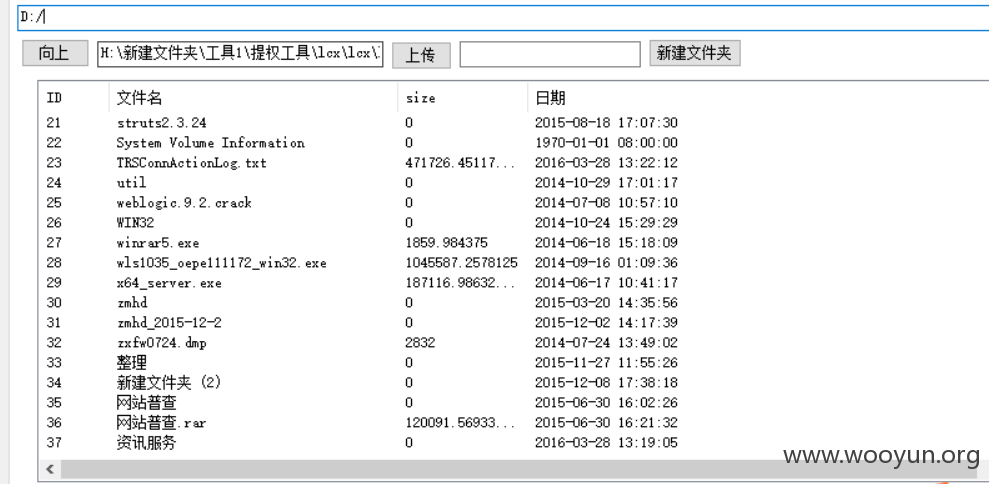 D:/
向上 H:\新建文件夹\工具1\提权工具\lcx\lcx\ 上传 新建文件夹
ID 文件名 size 日期
21 struts2.3.24 0 2015-08-18 17:07:30
22 System Volume Information 0 1970-01-01 08:00:00
23 TRSConnActionLog.txt 471726.45117... 2016-03-28 13:22:12
24 util 0 2014-10-29 17:01:17
25 weblogic.9.2.crack 0 2014-07-08 10:57:10
26 WIN32 0 2014-10-24 15:29:29
27 winrar5.exe 1859.984375 2014-06-18 15:18:09
28 wls1035_oepe111172_win32.exe 1045587.2578125 2014-09-16 01:09:36
29 x64_server.exe 187116.98632... 2014-06-17 10:41:17
30 zmhd 0 2015-03-20 14:35:56
31 zmhd_2015-12-2 0 2015-12-02 14:17:39
32 zxfw0724.dmp 2832 2014-07-24 13:49:02
33 整理 0 2015-11-27 11:55:26
34 新建文件夹 (2) 0 2015-12-08 17:38:18
35 网站普查 0 2015-06-30 16:02:26
36 网站普查.rar 120091.56933... 2015-06-30 16:21:32
37 资讯服务 0 2016-03-28 13:19:05
www.wooyun.org